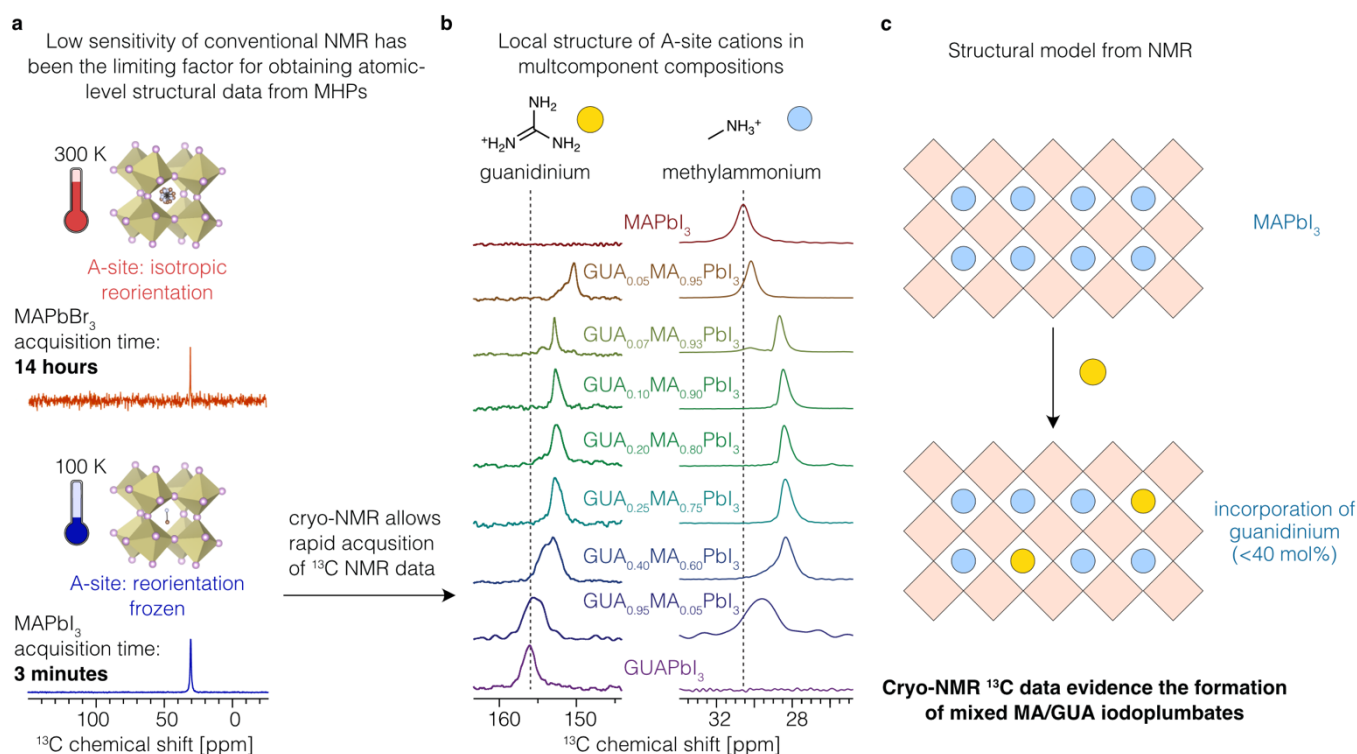 a
Low sensitivity of conventional NMR has
been the limiting factor for obtaining atomic-
level structural data from MHPs
300 K
A-site: isotropic
reorientation
MAPbBr₃
acquisition time:
14 hours
100 K
A-site: reorientation
frozen
MAPbI₃
acquisition time:
3 minutes
100
50
0
¹³C chemical shift [ppm]
cryo-NMR allows
rapid acqusition
of ¹³C NMR data
b
Local structure of A-site cations in
multcomponent compositions
NH₂
⁺H₂N
NH₂
guanidinium
NH₃⁺
methylammonium
MAPbI₃
GUA₀.₀₅MA₀.₉₅PbI₃
GUA₀.₀₇MA₀.₉₃PbI₃
GUA₀.₁₀MA₀.₉₀PbI₃
GUA₀.₂₀MA₀.₈₀PbI₃
GUA₀.₂₅MA₀.₇₅PbI₃
GUA₀.₄₀MA₀.₆₀PbI₃
GUA₀.₉₅MA₀.₀₅PbI₃
GUAPbI₃
160
150
32
28
¹³C chemical shift [ppm]
c
Structural model from NMR
MAPbI₃
incorporation of
guanidinium
(<40 mol%)
Cryo-NMR ¹³C data evidence the formation
of mixed MA/GUA iodoplumbates